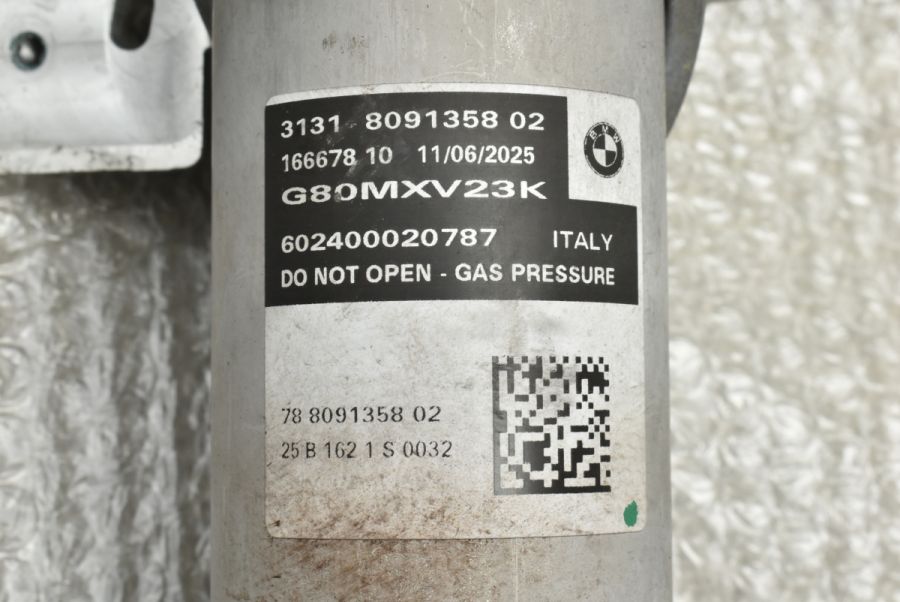 3131 8091358 02
BMW
166678 10 11/06/2025
G80MXV23K
602400020787 ITALY
DO NOT OPEN - GAS PRESSURE
78 8091358 02
25 B 162 1 S 0032